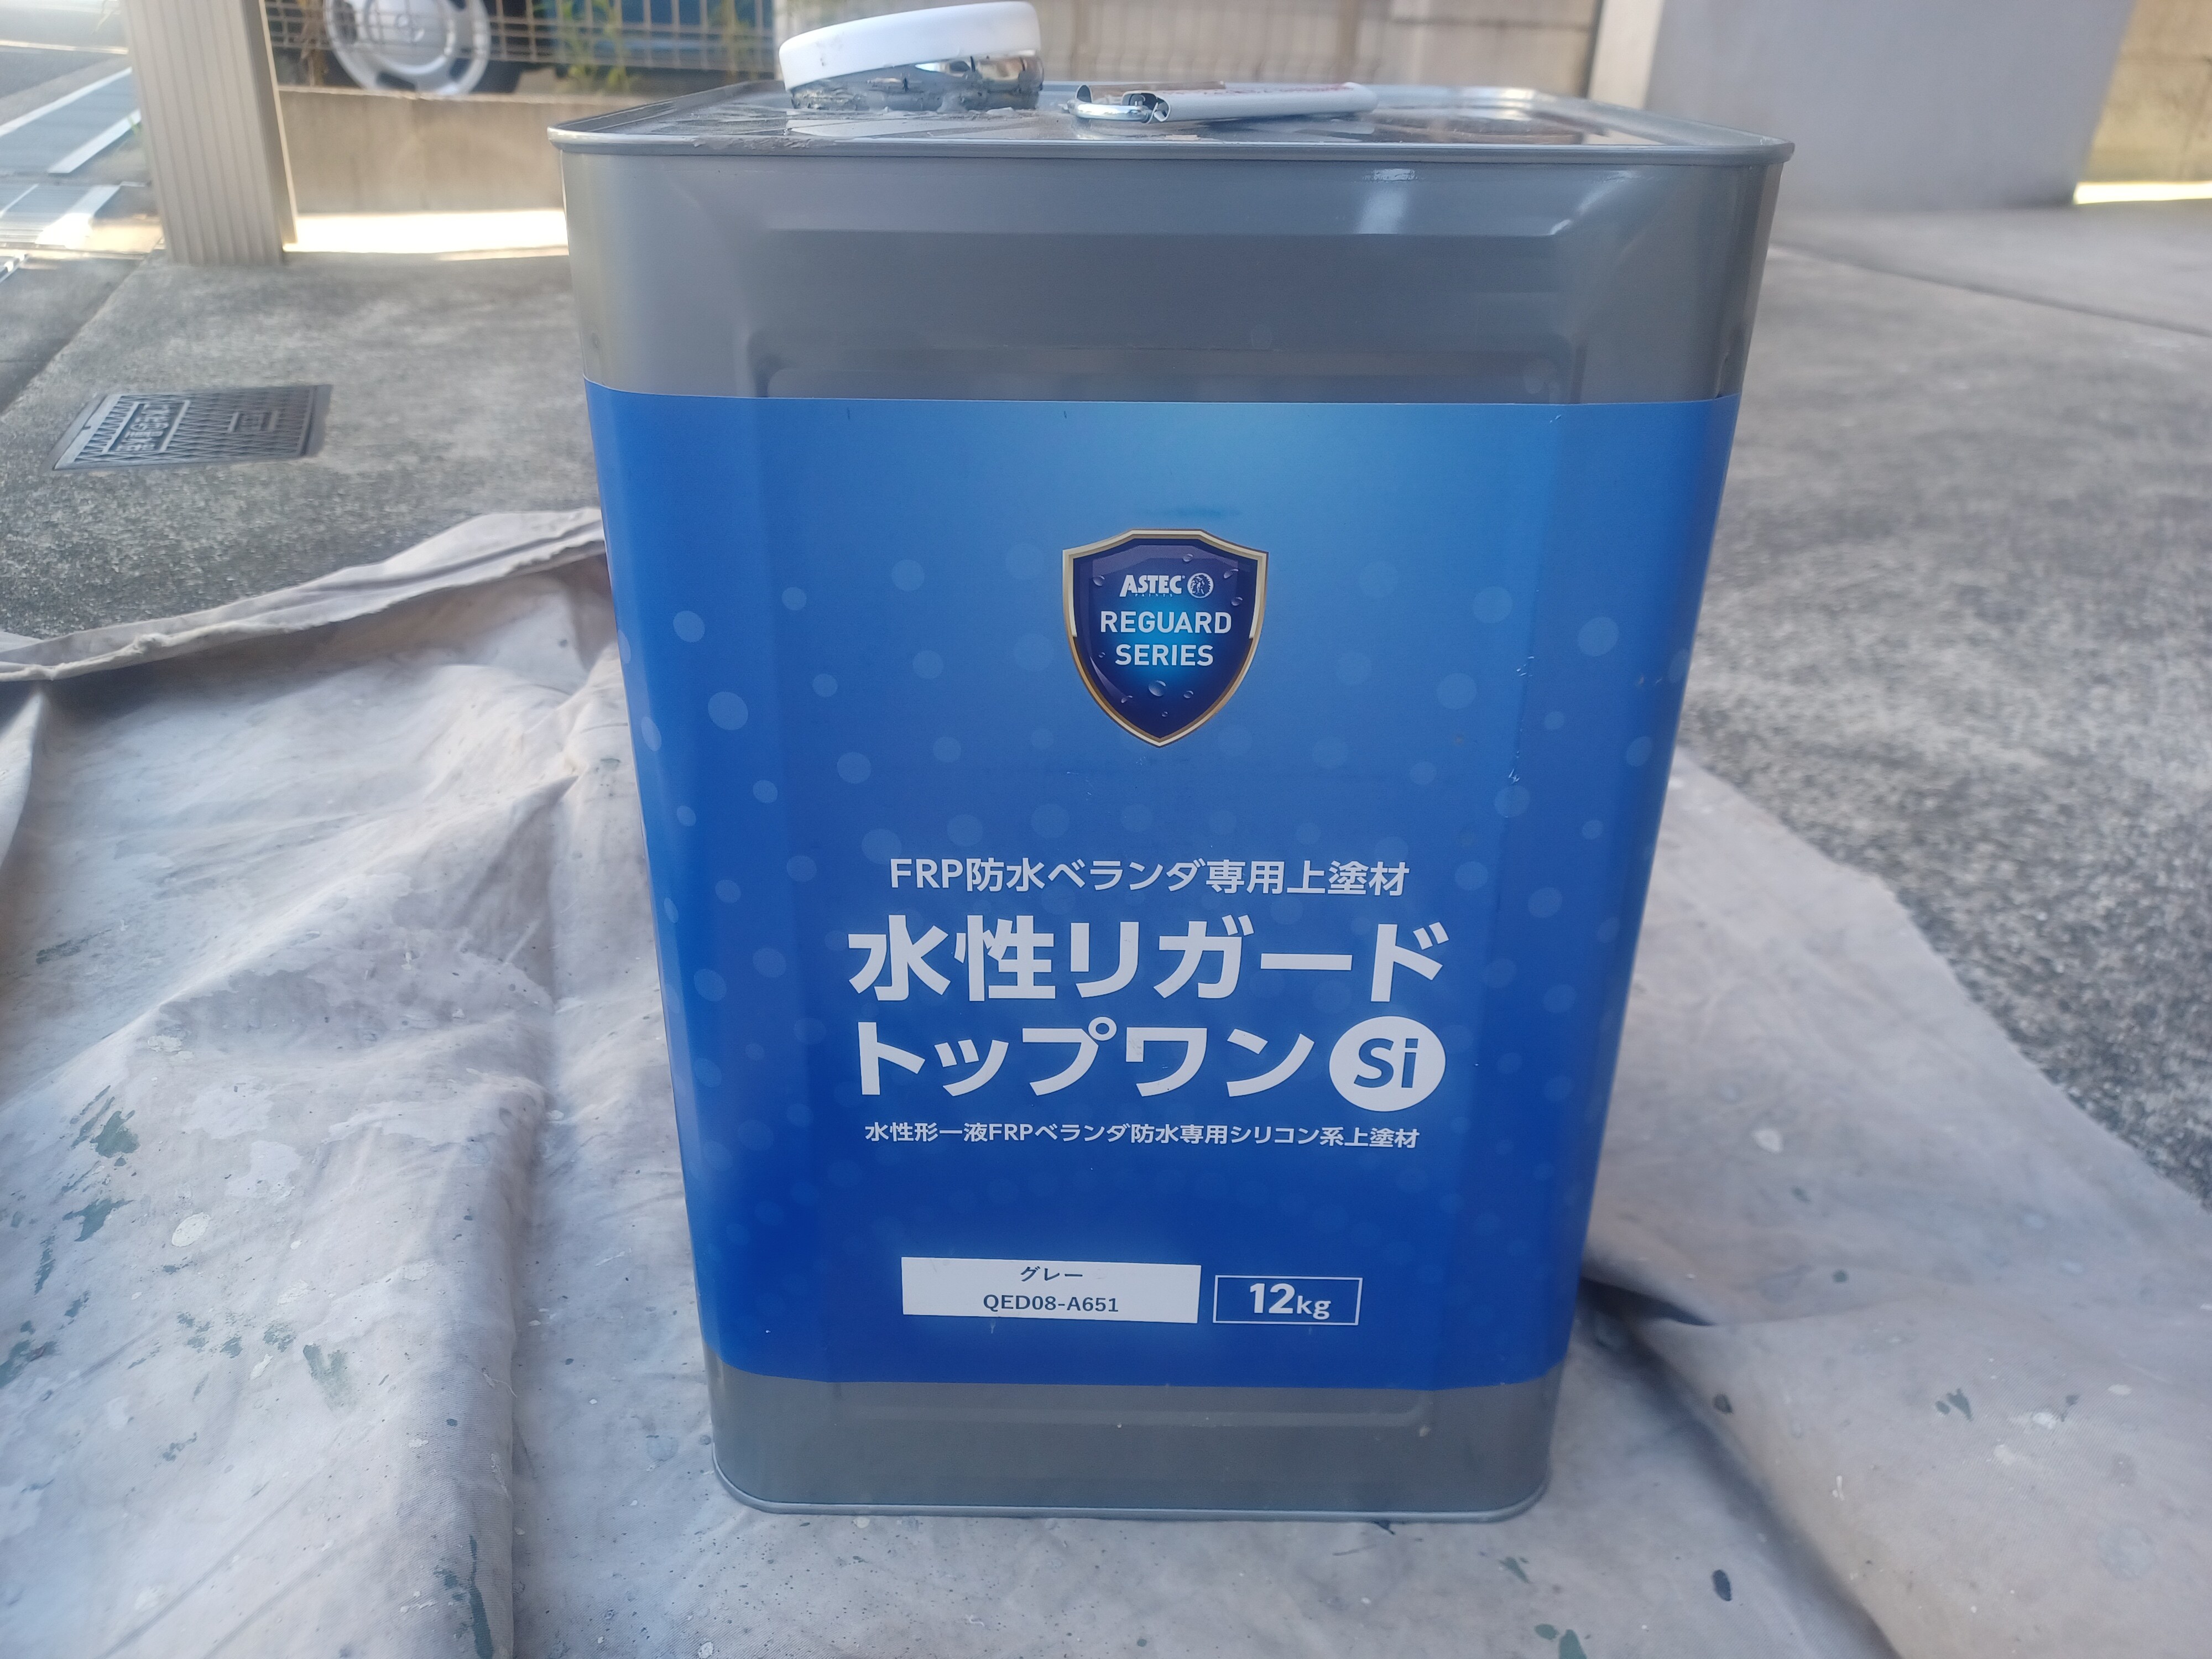 ASTEC
REGUARD
SERIES
FRP防水ベランダ専用上塗材
水性リガード
トップワン Si
水性形一液FRPベランダ防水専用シリコン系上塗材
グレー
QED08-A651
12kg